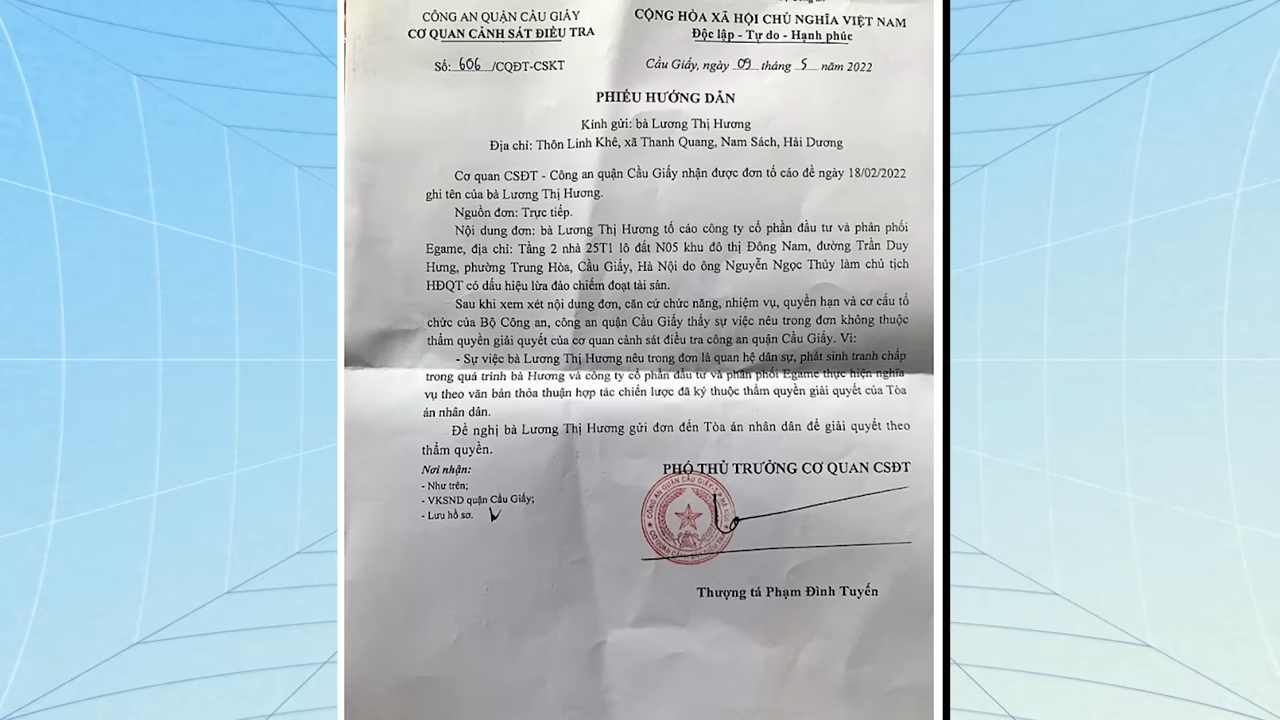 CÔNG AN QUẬN CẦU GIẤY
CƠ QUAN CẢNH SÁT ĐIỀU TRA
Số: 606 /CQĐT-CSKT
CỘNG HÒA XÃ HỘI CHỦ NGHĨA VIỆT NAM
Độc lập - Tự do - Hạnh phúc
Cầu Giấy, ngày 09 tháng 5 năm 2022
PHIẾU HƯỚNG DẪN
Kính gửi: bà Lương Thị Hương
Địa chỉ: Thôn Linh Khê, xã Thanh Quang, Nam Sách, Hải Dương
Cơ quan CSĐT - Công an quận Cầu Giấy nhận được đơn tố cáo đề ngày 18/02/2022
ghi tên của bà Lương Thị Hương.
Nguồn đơn: Trực tiếp.
Nội dung đơn: bà Lương Thị Hương tố cáo công ty cổ phần đầu tư và phân phối
Egame, địa chỉ: Tầng 2 nhà 25T1 lô đất N05 khu đô thị Đông Nam, đường Trần Duy
Hưng, phường Trung Hòa, Cầu Giấy, Hà Nội do ông Nguyễn Ngọc Thủy làm chủ tịch
HĐQT có dấu hiệu lừa đảo chiếm đoạt tài sản.
Sau khi xem xét nội dung đơn, căn cứ chức năng, nhiệm vụ, quyền hạn và cơ cấu tổ
chức của Bộ Công an, công an quận Cầu Giấy thấy sự việc nêu trong đơn không thuộc
thẩm quyền giải quyết của cơ quan cảnh sát điều tra công an quận Cầu Giấy. Vì:
- Sự việc bà Lương Thị Hương nêu trong đơn là quan hệ dân sự, phát sinh tranh chấp
trong quá trình bà Hương và công ty cổ phần đầu tư và phân phối Egame thực hiện nghĩa
vụ theo văn bản thỏa thuận hợp tác chiến lược đã ký thuộc thẩm quyền giải quyết của Tòa
án nhân dân.
Đề nghị bà Lương Thị Hương gửi đơn đến Tòa án nhân dân để giải quyết theo
thẩm quyền.
Nơi nhận:
- Như trên;
- VKSND quận Cầu Giấy;
- Lưu hồ sơ.
PHÓ THỦ TRƯỞNG CƠ QUAN CSĐT
CÔNG AN QUẬN CẦU GIẤY
Thượng tá Phạm Đình Tuyến